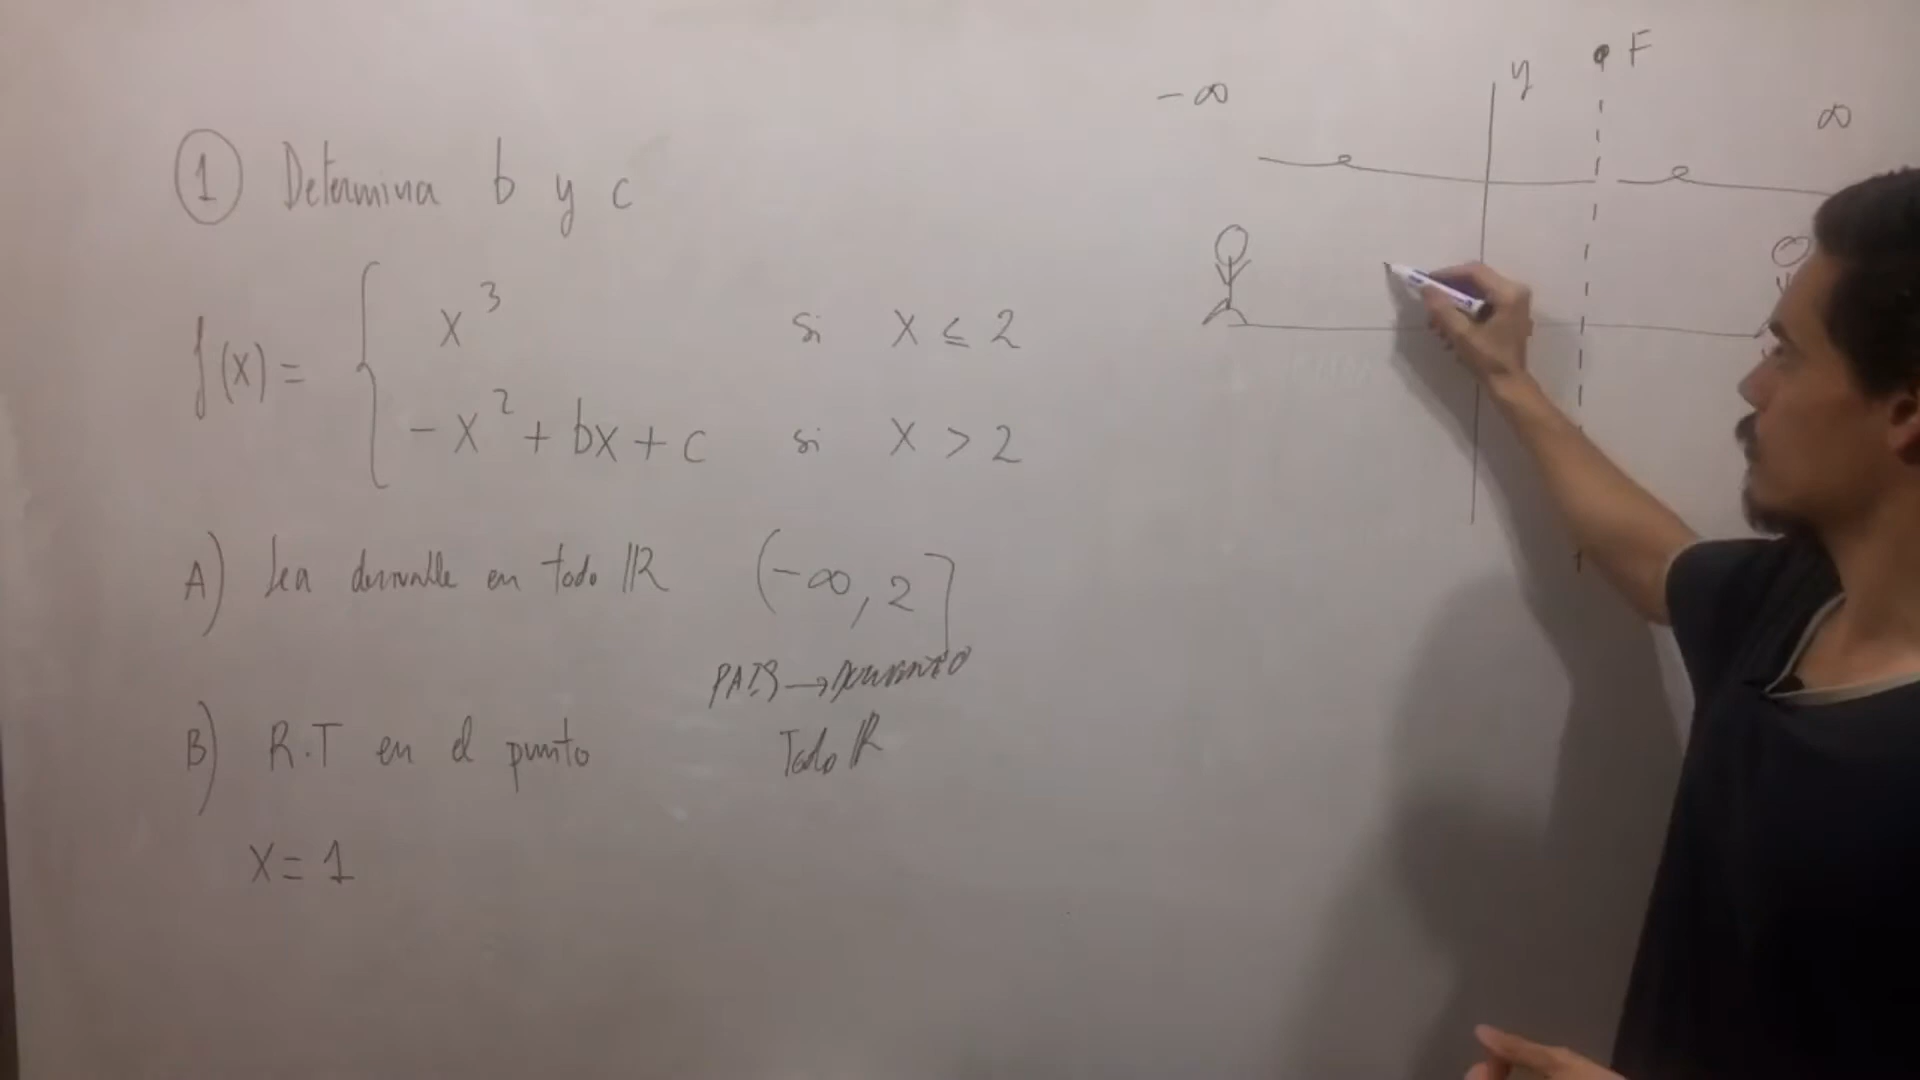 1 Determina b y c
f(x) = { x³ si x ≤ 2
-x² + bx + c si x > 2
A) Sea derivable en todo ℝ (-∞, 2]
PAIS → Dominio
B) R.T en el punto Todo ℝ
x = 1
-∞ y F ∞